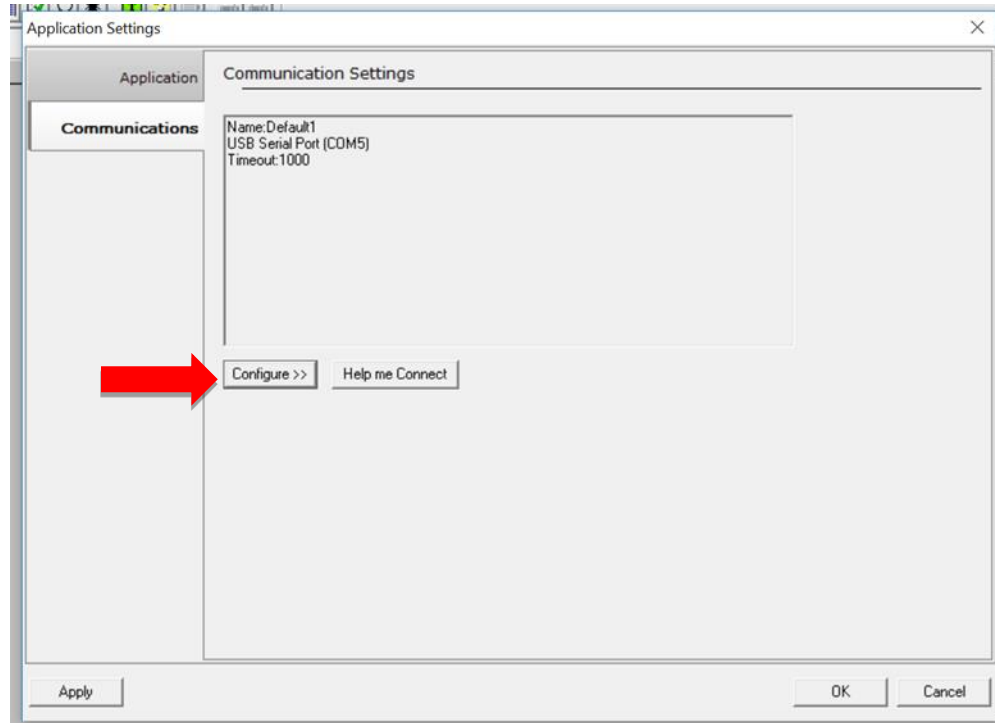 Application Settings
Application
Communications
Communication Settings
Name:Default1
USB Serial Port (COM5)
Timeout:1000
Configure >>
Help me Connect
Apply
OK
Cancel